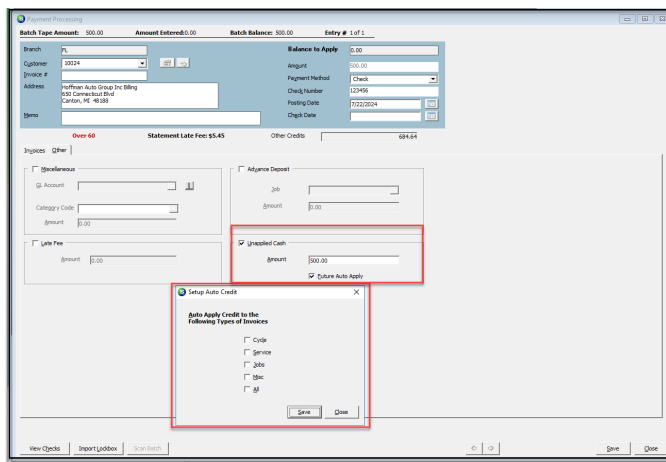 Payment Processing
Batch Tape Amount: 500.00 Amount Entered:0.00 Batch Balance: 500.00 Entry # 1 of 1
Branch FL Balance to Apply 0.00
Customer 10024 Amount 500.00
Invoice # Payment Method Check
Address Hoffman Auto Group Inc Billing Check Number 123456
650 Connecticut Blvd
Canton, MI 48188 Posting Date 7/22/2024
Memo Check Date
Over 60 Statement Late Fee: $5.45 Other Credits 684.64
Invoices Other
Miscellaneous Advance Deposit
GL Account Job
Category Code Amount 0.00
Amount 0.00
Late Fee Unapplied Cash
Amount 0.00 Amount 500.00
Future Auto Apply
Setup Auto Credit
Auto Apply Credit to the
Following Types of Invoices
Cycle
Service
Jobs
Misc
All
Save Close
View Checks Import Lockbox Scan Batch Save Close